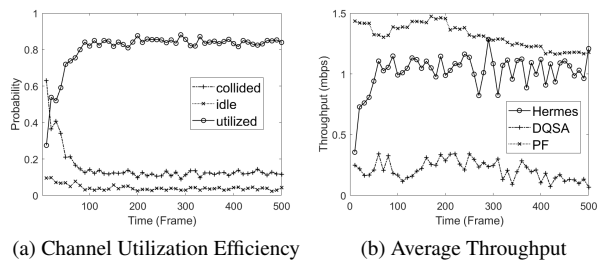 1
0.8
0.6
0.4
0.2
0
Probability
collided
idle
utilized
100 200 300 400 500
Time (Frame)
(a) Channel Utilization Efficiency
1.5
1
0.5
0
Throughput (mbps)
Hermes
DQSA
PF
0 100 200 300 400 500
Time (Frame)
(b) Average Throughput